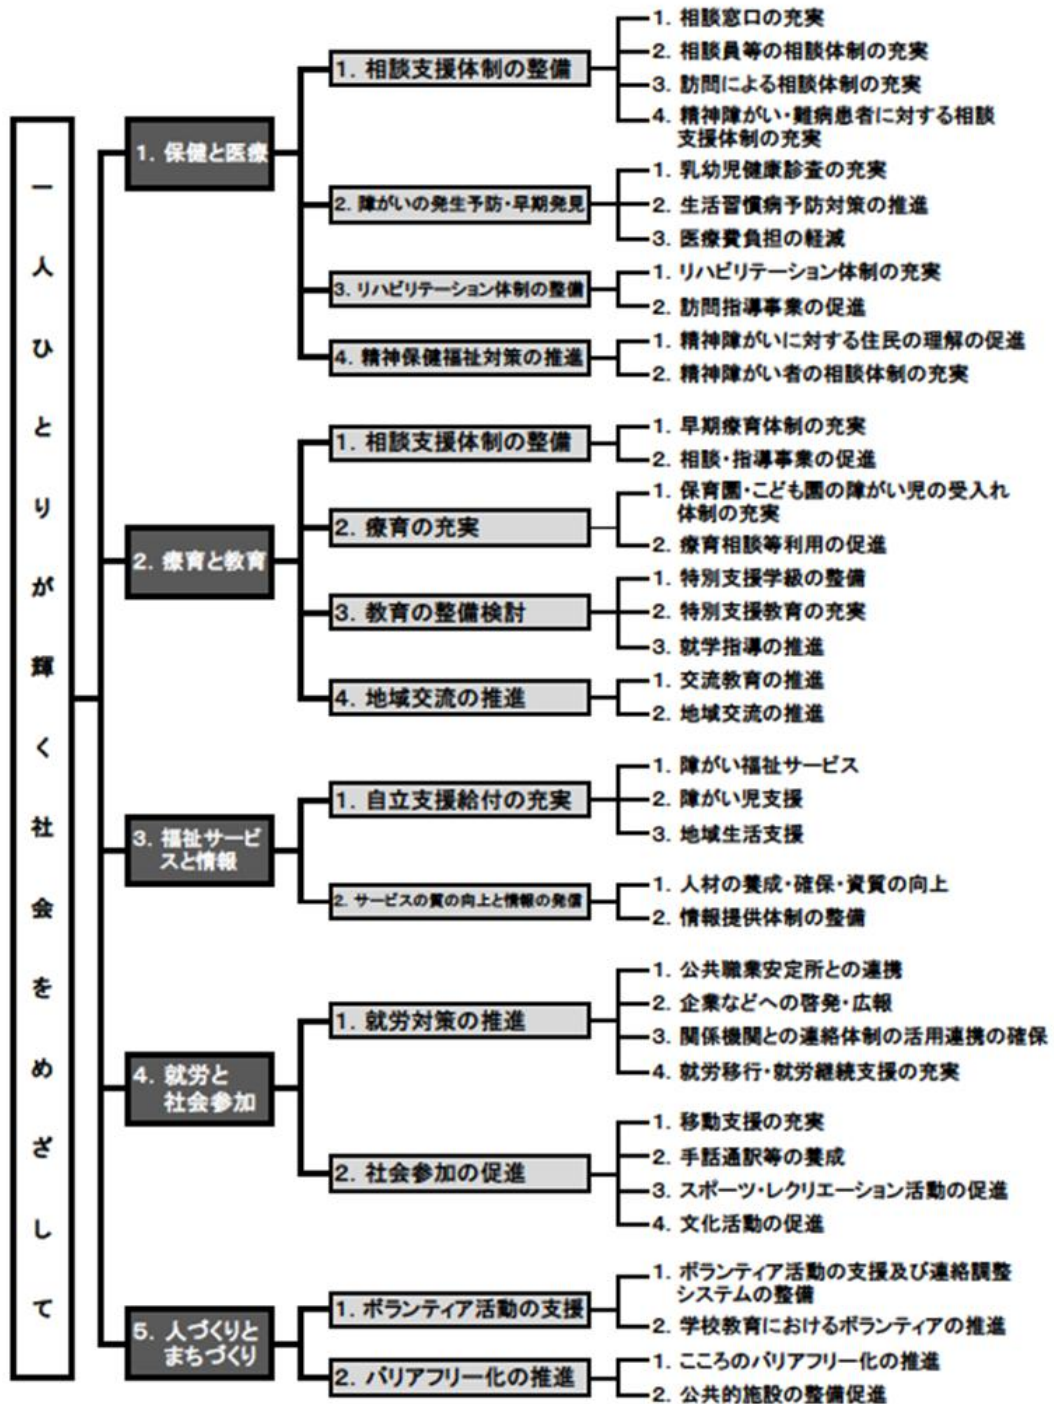 一人ひとりが輝く社会をめざして
1. 保健と医療
1. 相談支援体制の整備
1. 相談窓口の充実
2. 相談員等の相談体制の充実
3. 訪問による相談体制の充実
4. 精神障がい・難病患者に対する相談
支援体制の充実
2. 障がいの発生予防・早期発見
1. 乳幼児健康診査の充実
2. 生活習慣病予防対策の推進
3. 医療費負担の軽減
3. リハビリテーション体制の整備
1. リハビリテーション体制の充実
2. 訪問指導事業の促進
4. 精神保健福祉対策の推進
1. 精神障がいに対する住民の理解の促進
2. 精神障がい者の相談体制の充実
2. 療育と教育
1. 相談支援体制の整備
1. 早期療育体制の充実
2. 相談・指導事業の促進
2. 療育の充実
1. 保育園・こども園の障がい児の受入れ
体制の充実
2. 療育相談等利用の促進
3. 教育の整備検討
1. 特別支援学級の整備
2. 特別支援教育の充実
3. 就学指導の推進
4. 地域交流の推進
1. 交流教育の推進
2. 地域交流の推進
3. 福祉サービ
スと情報
1. 自立支援給付の充実
1. 障がい福祉サービス
2. 障がい児支援
3. 地域生活支援
2. サービスの質の向上と情報の発信
1. 人材の養成・確保・資質の向上
2. 情報提供体制の整備
4. 就労と
社会参加
1. 就労対策の推進
1. 公共職業安定所との連携
2. 企業などへの啓発・広報
3. 関係機関との連絡体制の活用連携の確保
4. 就労移行・就労継続支援の充実
2. 社会参加の促進
1. 移動支援の充実
2. 手話通訳等の養成
3. スポーツ・レクリエーション活動の促進
4. 文化活動の促進
5. 人づくりと
まちづくり
1. ボランティア活動の支援
1. ボランティア活動の支援及び連絡調整
システムの整備
2. 学校教育におけるボランティアの推進
2. バリアフリー化の推進
1. こころのバリアフリー化の推進
2. 公共的施設の整備促進